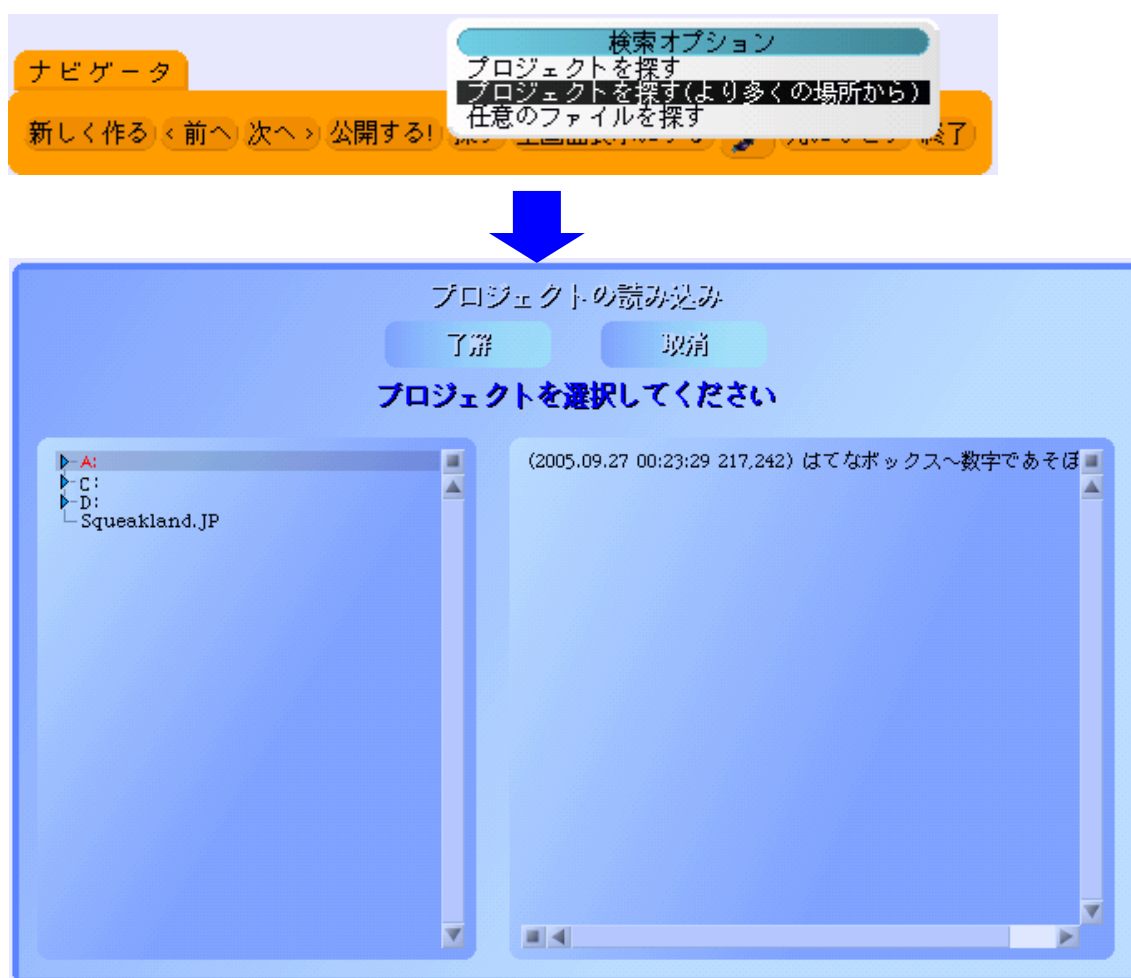 検索オプション
プロジェクトを探す
プロジェクトを探す(より多くの場所から)
任意のファイルを探す
ナビゲータ
新しく作る <前へ 次へ> 公開する! 終了
プロジェクトの読み込み
了解 取消
プロジェクトを選択してください
A:
C:
D:
Squeakland.JP
(2005.09.27 00:23:29 217,242) はてなボックス～数字であそぼ